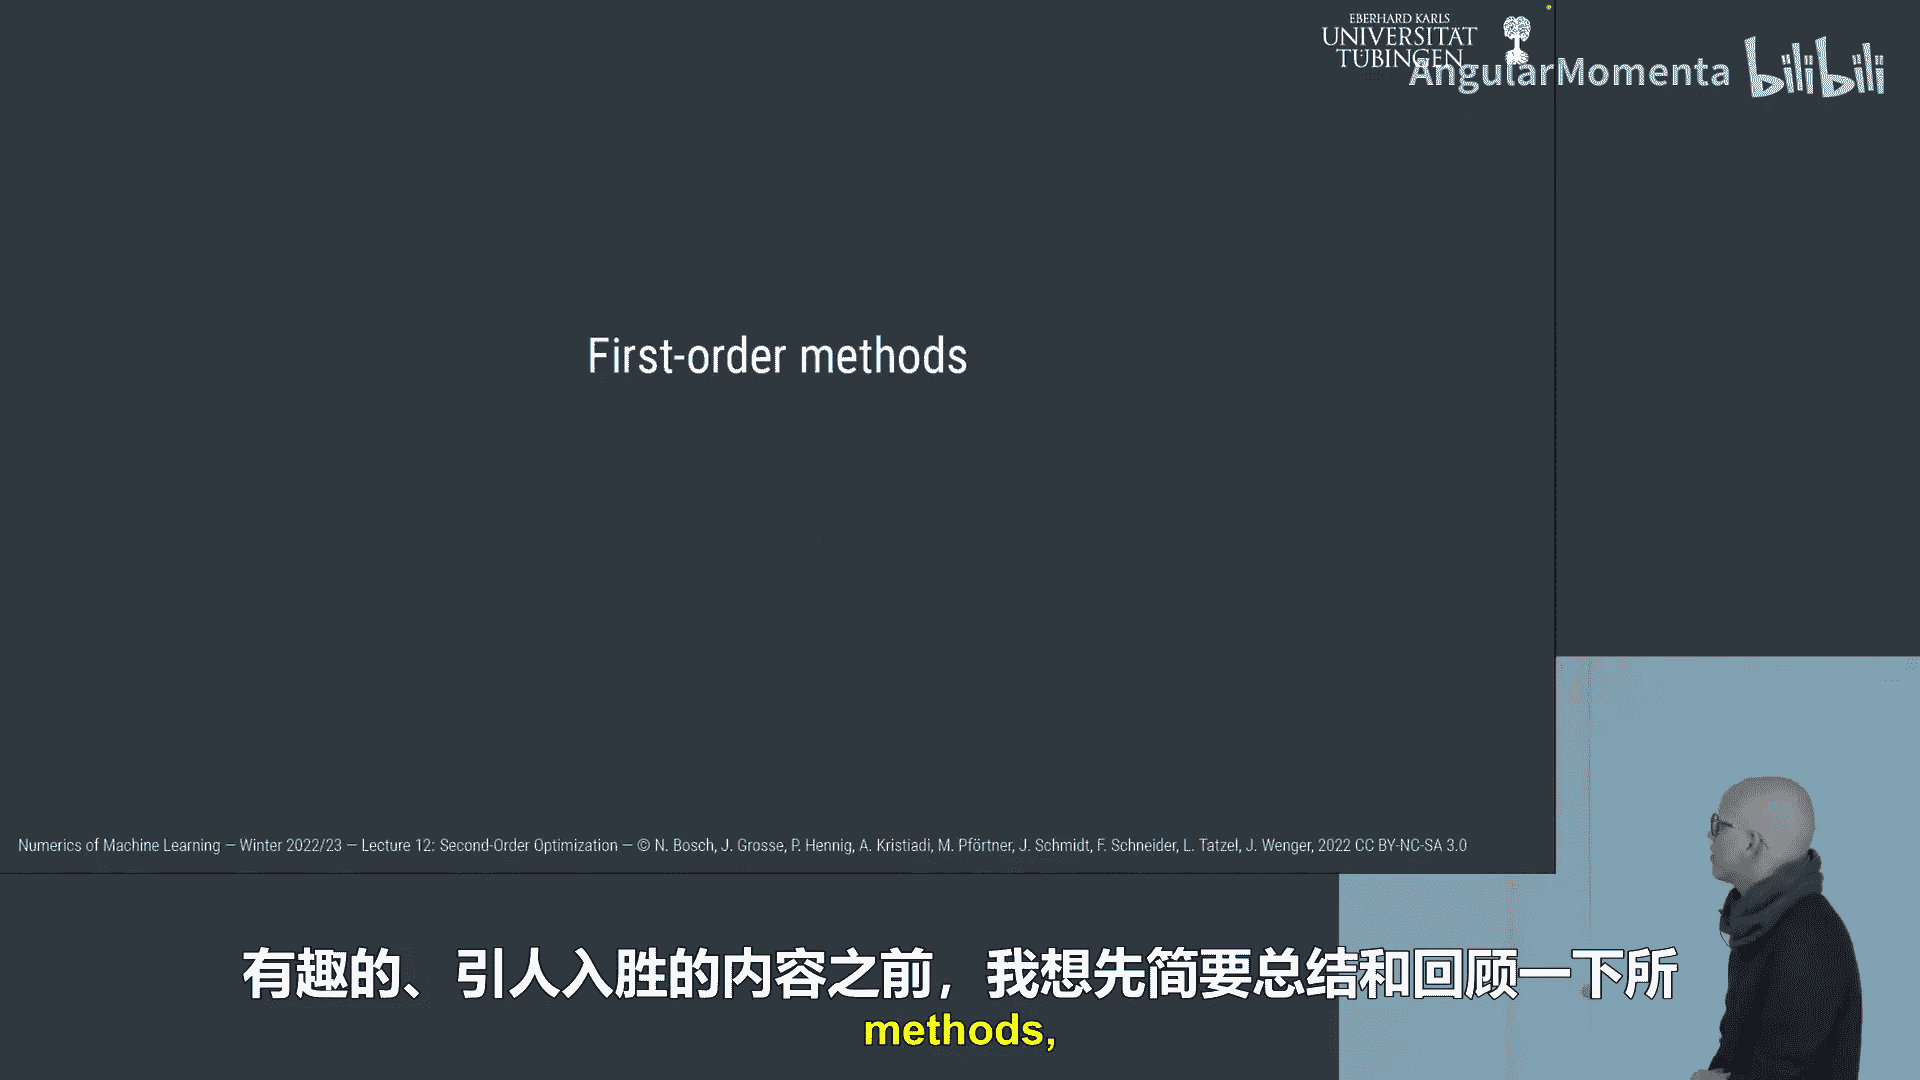 EBERHARD KARLS
UNIVERSITÄT
TÜBINGEN
AngularMomenta bilibili
First-order methods
Numerics of Machine Learning — Winter 2022/23 — Lecture 12: Second-Order Optimization — © N. Bosch, J. Grosse, P. Hennig, A. Kristiadi, M. Pförtner, J. Schmidt, F. Schneider, L. Tatzel, J. Wenger, 2022 CC BY-NC-SA 3.0
有趣的、引人入胜的内容之前，我想先简要总结和回顾一下所
methods,